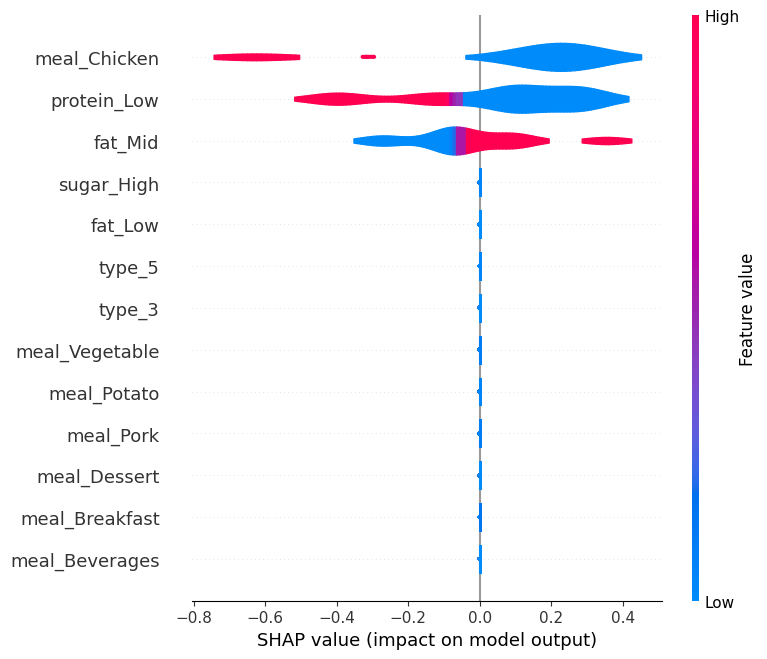 High
meal_Chicken
protein_Low
fat_Mid
sugar_High
fat_Low
type_5
type_3
meal_Vegetable
meal_Potato
meal_Pork
meal_Dessert
meal_Breakfast
meal_Beverages
Feature value
Low
−0.8 −0.6 −0.4 −0.2 0.0 0.2 0.4
SHAP value (impact on model output)